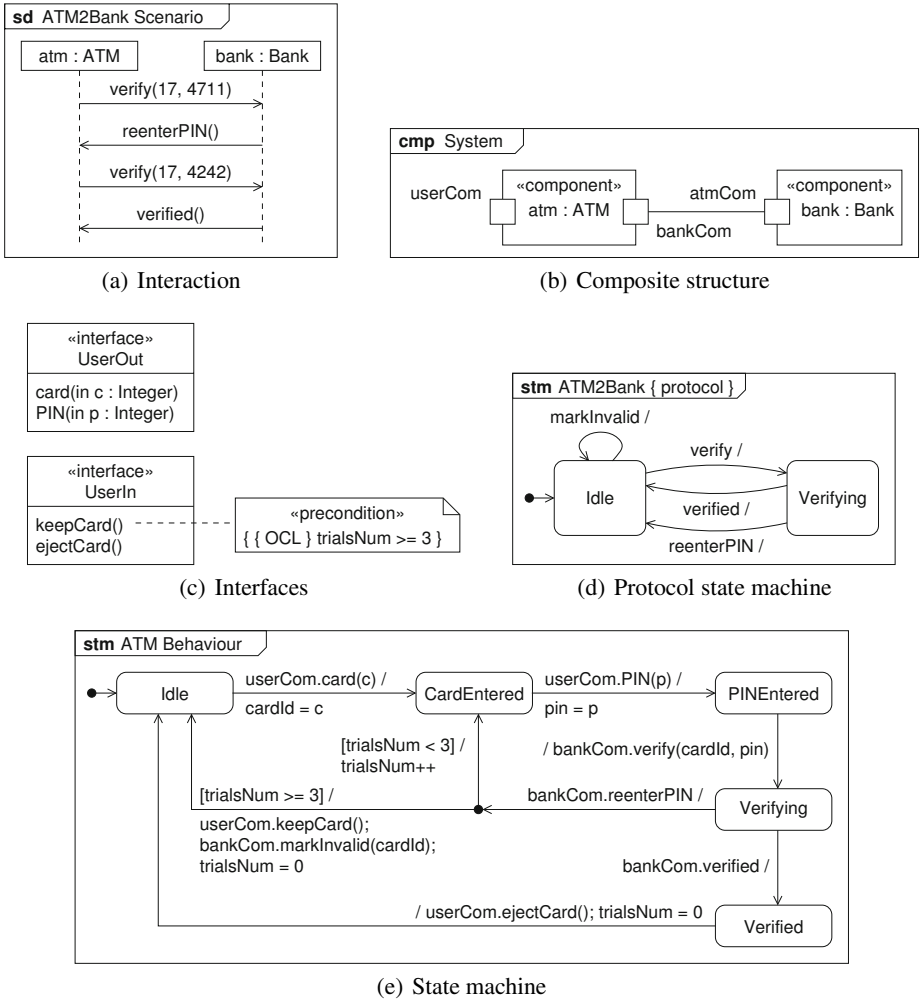 sd ATM2Bank Scenario
atm : ATM
bank : Bank
verify(17, 4711)
reenterPIN()
verify(17, 4242)
verified()
(a) Interaction
cmp System
userCom
«component»
atm : ATM
atmCom
bankCom
«component»
bank : Bank
(b) Composite structure
«interface»
UserOut
card(in c : Integer)
PIN(in p : Integer)
«interface»
UserIn
keepCard()
ejectCard()
«precondition»
{ { OCL } trialsNum >= 3 }
(c) Interfaces
stm ATM2Bank { protocol }
markInvalid /
verify /
Idle
Verifying
verified /
reenterPIN /
(d) Protocol state machine
stm ATM Behaviour
Idle
userCom.card(c) /
cardId = c
CardEntered
userCom.PIN(p) /
pin = p
PINEntered
[trialsNum < 3] /
trialsNum++
/ bankCom.verify(cardId, pin)
[trialsNum >= 3] /
userCom.keepCard();
bankCom.markInvalid(cardId);
trialsNum = 0
bankCom.reenterPIN /
Verifying
bankCom.verified /
/ userCom.ejectCard(); trialsNum = 0
Verified
(e) State machine